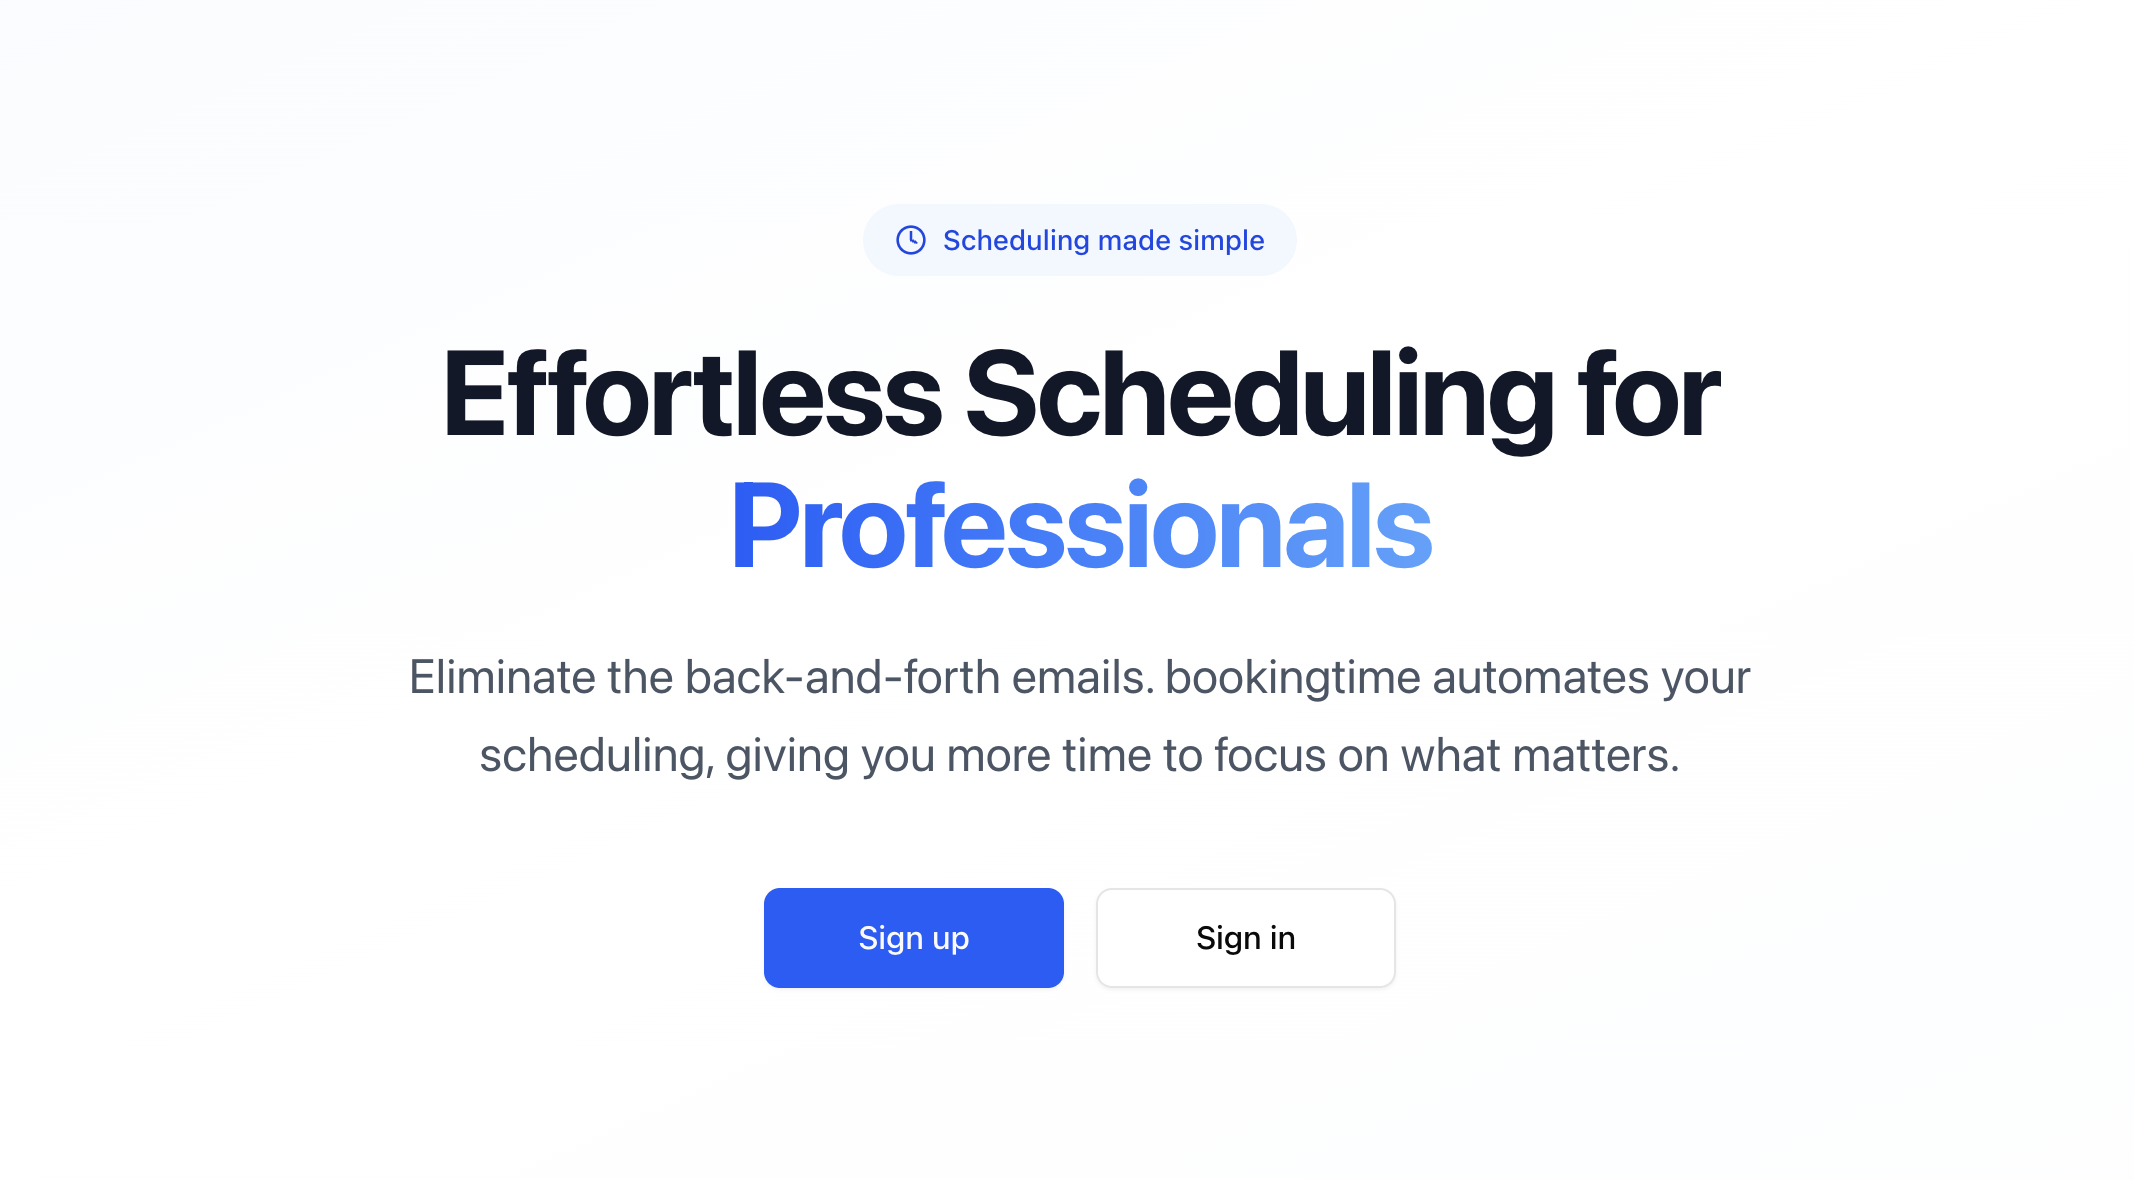 Scheduling made simple
Effortless Scheduling for
Professionals
Eliminate the back-and-forth emails. bookingtime automates your
scheduling, giving you more time to focus on what matters.
Sign up
Sign in